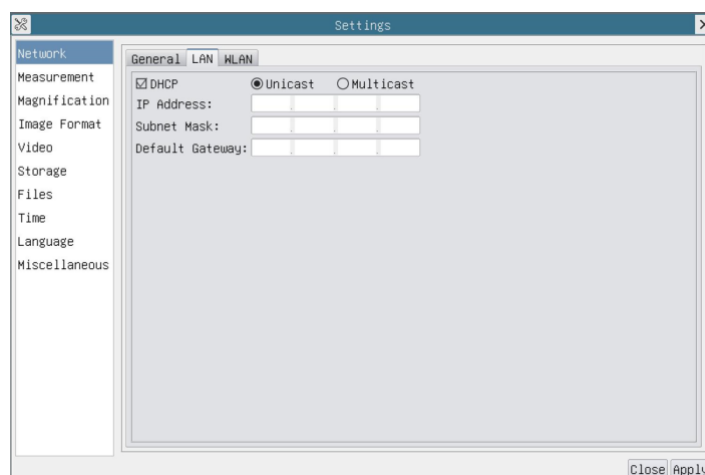 Settings
Network
Measurement
Magnification
Image Format
Video
Storage
Files
Time
Language
Miscellaneous
General LAN WLAN
DHCP Unicast Multicast
IP Address:
Subnet Mask:
Default Gateway:
Close Apply